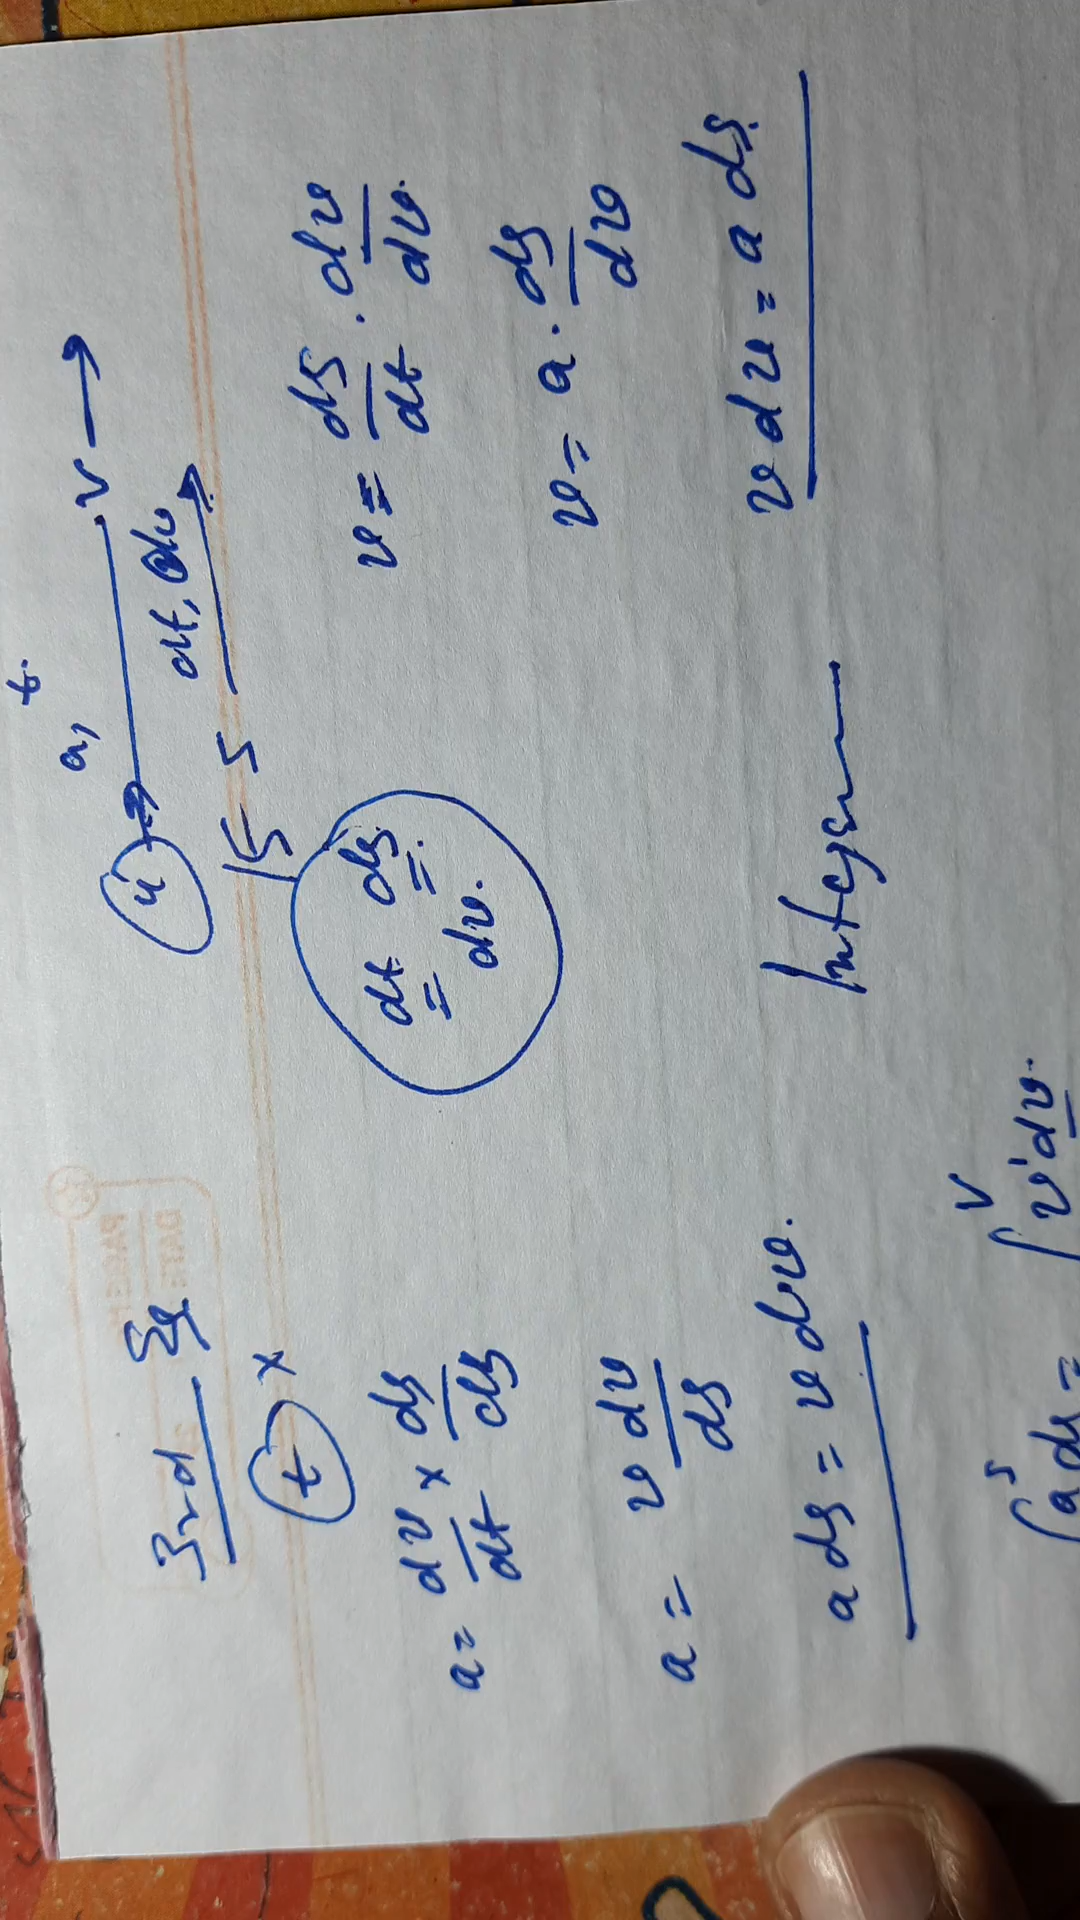 3rd Eq
a, t.
u → V →
dt, dv
S
t ×
dt ds.
dv.
a = dv/dt × ds/ds
a = v dv/ds
a ds = v dv.
v = ds/dt . dv/dv.
v = a . ds/dv
v dv = a ds.
∫ˢ a ds = ∫ⱽ v' dv.
DATE